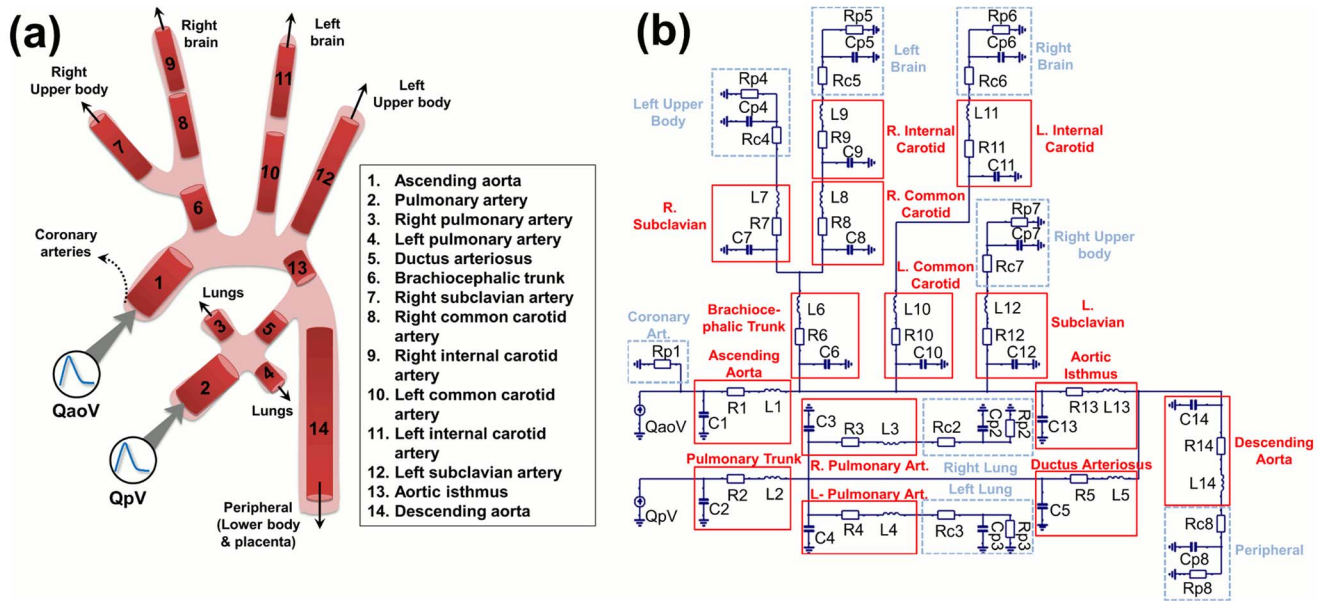 (a)
Right
brain
Left
brain
Right
Upper body
Left
Upper body
9
11
7
8
10
12
6
Coronary
arteries
1
13
Lungs
3
5
2
4
Lungs
14
QaoV
QpV
Peripheral
(Lower body
& placenta)
1. Ascending aorta
2. Pulmonary artery
3. Right pulmonary artery
4. Left pulmonary artery
5. Ductus arteriosus
6. Brachiocephalic trunk
7. Right subclavian artery
8. Right common carotid
artery
9. Right internal carotid
artery
10. Left common carotid
artery
11. Left internal carotid
artery
12. Left subclavian artery
13. Aortic isthmus
14. Descending aorta
(b)
Rp5
Cp5
Rc5
Left
Brain
Rp6
Cp6
Rc6
Right
Brain
Left Upper
Body
Rp4
Cp4
Rc4
L9
R9
C9
R. Internal
Carotid
L11
R11
C11
L. Internal
Carotid
R.
Subclavian
L7
R7
C7
L8
R8
C8
R. Common
Carotid
Rp7
Cp7
Rc7
Right Upper
body
L. Common
Carotid
Brachioce-
phalic Trunk
L6
R6
C6
L10
R10
C10
L12
R12
C12
L.
Subclavian
Coronary
Art.
Rp1
Ascending
Aorta
R1
L1
C1
QaoV
C3
R3
L3
R. Pulmonary Art.
Rc2
Cp2
Rp2
Right Lung
Aortic
Isthmus
R13
L13
C13
C14
R14
L14
Descending
Aorta
Pulmonary Trunk
R2
L2
C2
QpV
L- Pulmonary Art.
C4
R4
L4
Left Lung
Rc3
Cp3
Rp3
Ductus Arteriosus
R5
L5
C5
Rc8
Cp8
Rp8
Peripheral